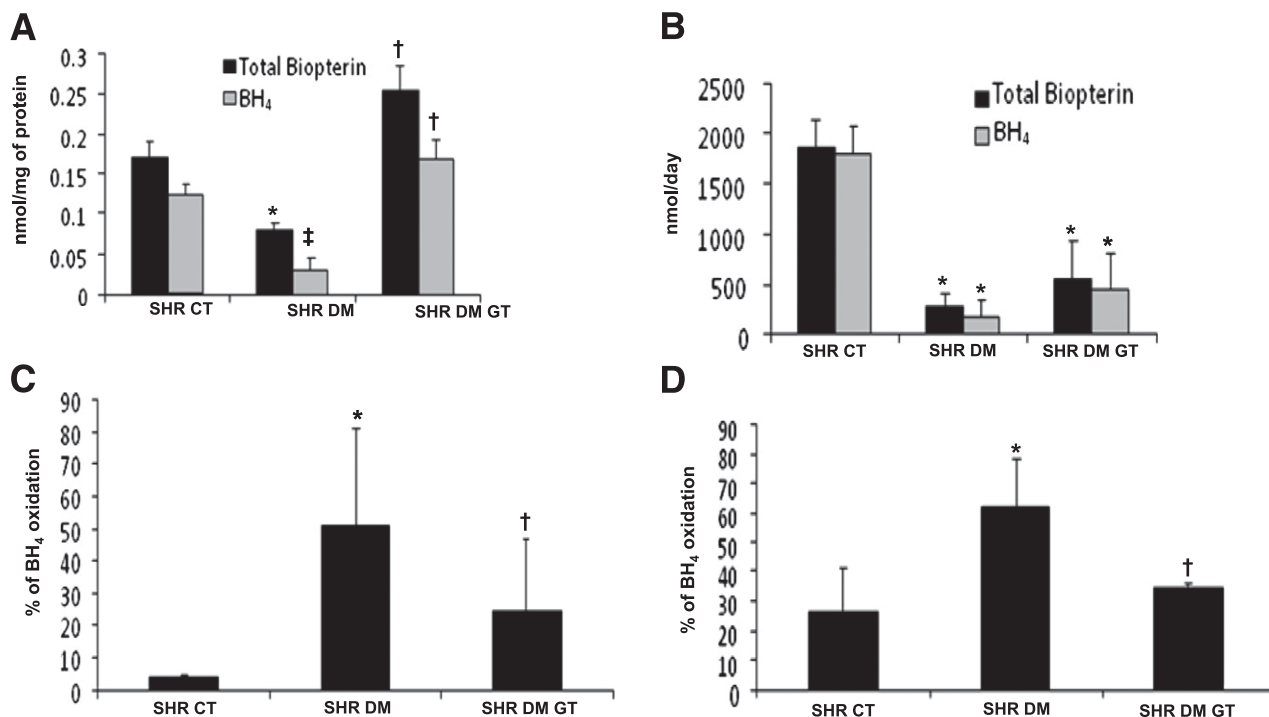 A
nmol/mg of protein
0.3
0.25
0.2
0.15
0.1
0.05
0
Total Biopterin
BH4
*
‡
†
†
SHR CT
SHR DM
SHR DM GT
B
nmol/day
2500
2000
1500
1000
500
0
Total Biopterin
BH4
*
*
*
*
SHR CT
SHR DM
SHR DM GT
C
% of BH4 oxidation
90
80
70
60
50
40
30
20
10
0
*
†
SHR CT
SHR DM
SHR DM GT
D
% of BH4 oxidation
90
80
70
60
50
40
30
20
10
0
*
†
SHR CT
SHR DM
SHR DM GT